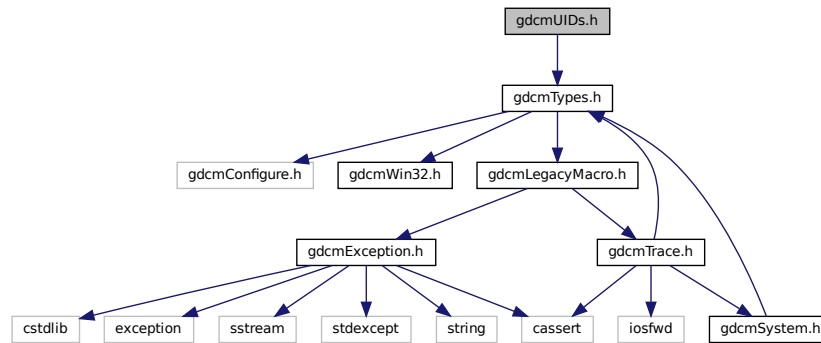 gdcmUIDs.h
gdcmTypes.h
gdcmConfigure.h
gdcmWin32.h
gdcmLegacyMacro.h
gdcmException.h
gdcmTrace.h
cstdlib
exception
sstream
stdexcept
string
cassert
iosfwd
gdcmSystem.h